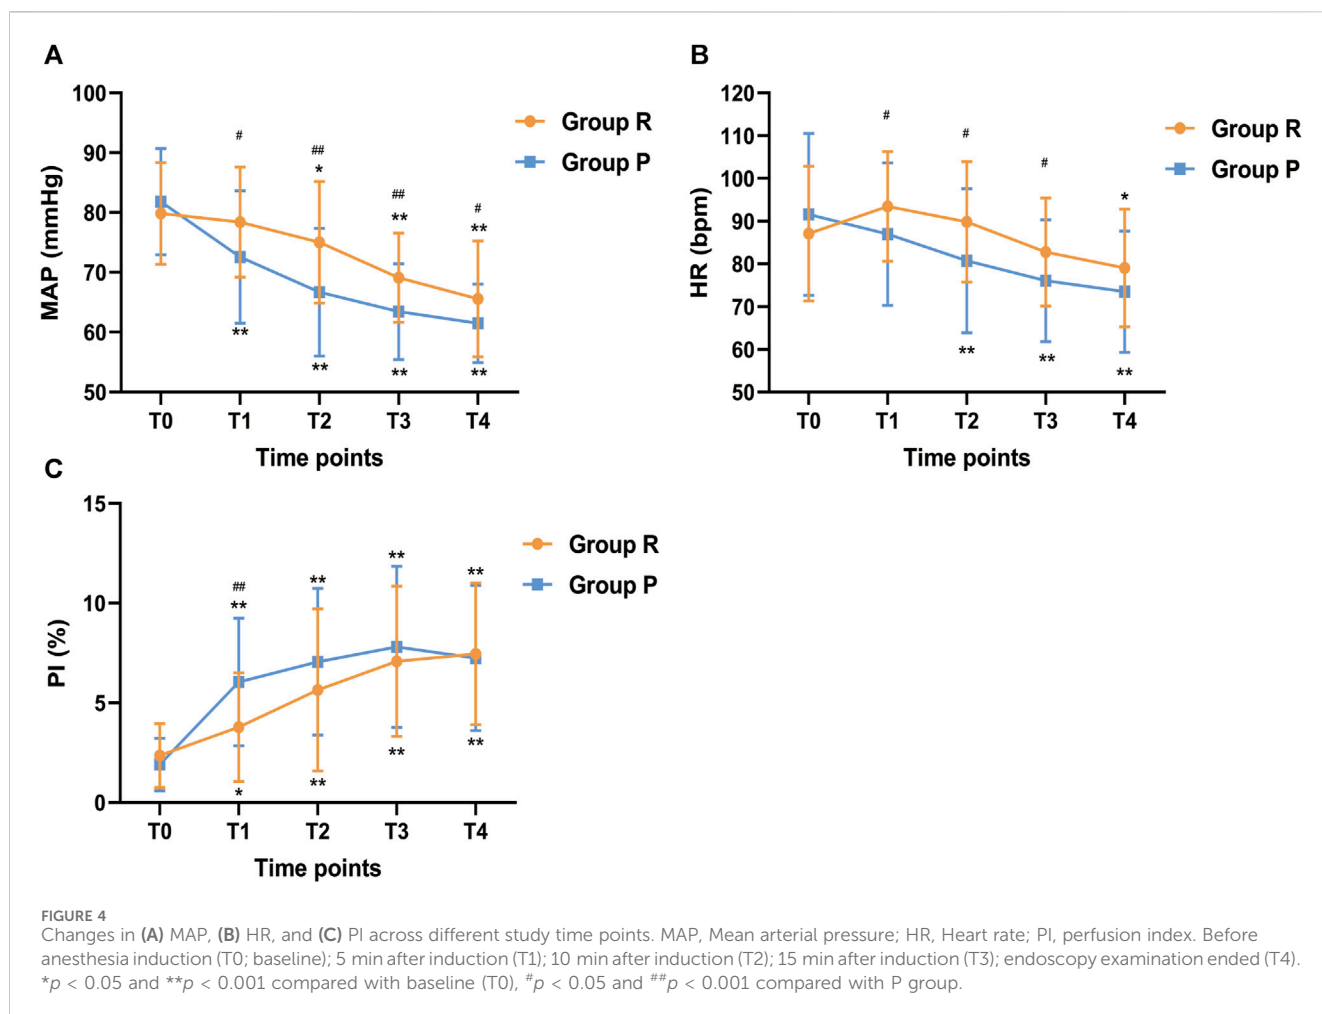 A
100
90
80
70
60
50
MAP (mmHg)
#
##
*
##
**
#
**
**
**
**
**
T0 T1 T2 T3 T4
Time points
Group R
Group P
B
120
110
100
90
80
70
60
50
HR (bpm)
#
#
#
*
**
**
**
T0 T1 T2 T3 T4
Time points
Group R
Group P
C
15
10
5
0
PI (%)
##
**
**
**
**
*
**
**
**
T0 T1 T2 T3 T4
Time points
Group R
Group P
FIGURE 4
Changes in (A) MAP, (B) HR, and (C) PI across different study time points. MAP, Mean arterial pressure; HR, Heart rate; PI, perfusion index. Before
anesthesia induction (T0; baseline); 5 min after induction (T1); 10 min after induction (T2); 15 min after induction (T3); endoscopy examination ended (T4).
*p < 0.05 and **p < 0.001 compared with baseline (T0), #p < 0.05 and ##p < 0.001 compared with P group.